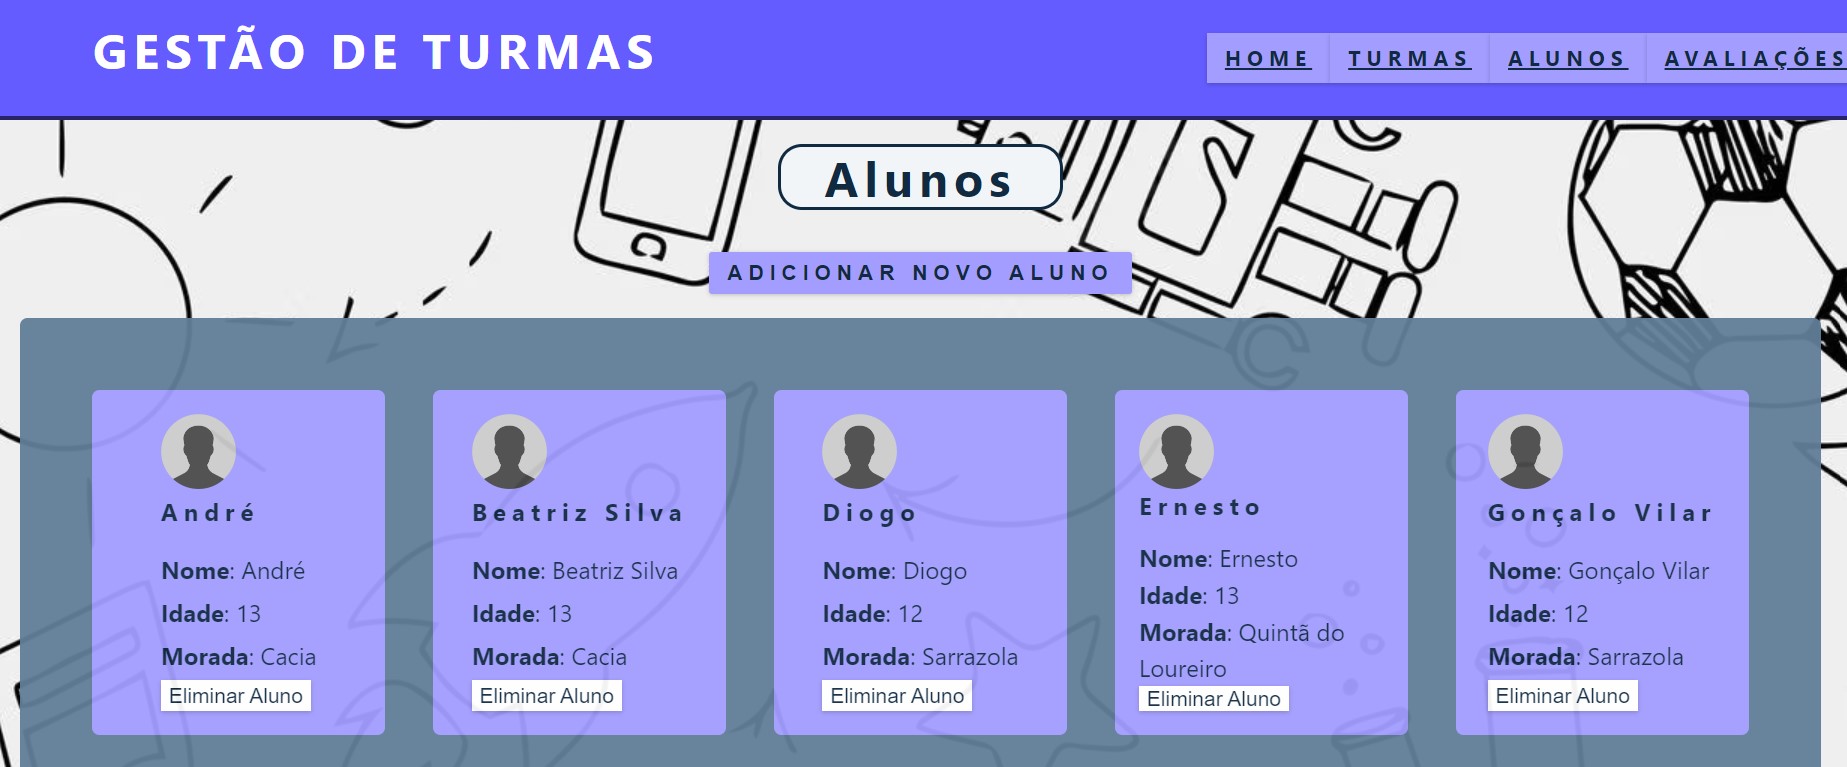 GESTÃO DE TURMAS
HOME TURMAS ALUNOS AVALIAÇÕES
Alunos
ADICIONAR NOVO ALUNO
André
Nome: André
Idade: 13
Morada: Cacia
Eliminar Aluno
Beatriz Silva
Nome: Beatriz Silva
Idade: 13
Morada: Cacia
Eliminar Aluno
Diogo
Nome: Diogo
Idade: 12
Morada: Sarrazola
Eliminar Aluno
Ernesto
Nome: Ernesto
Idade: 13
Morada: Quintã do
Loureiro
Eliminar Aluno
Gonçalo Vilar
Nome: Gonçalo Vilar
Idade: 12
Morada: Sarrazola
Eliminar Aluno